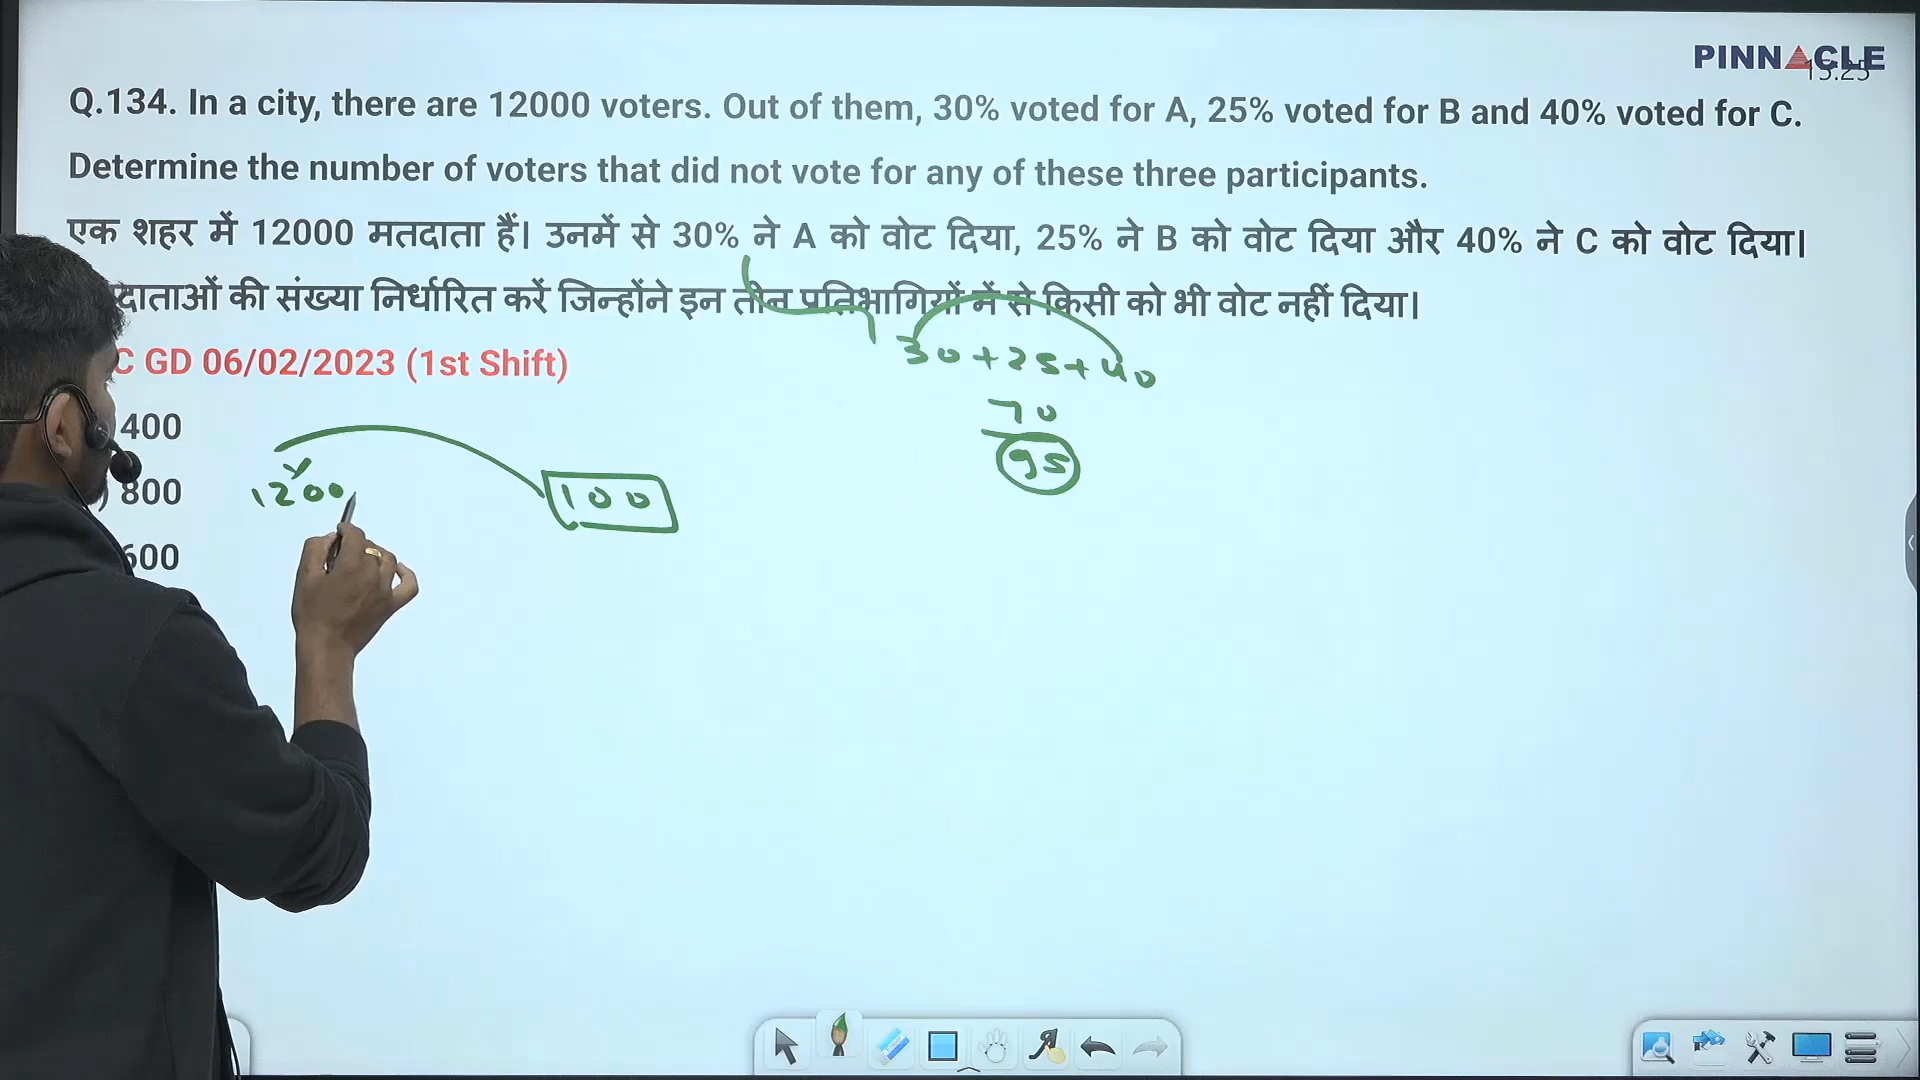 PINNACLE
15:25
Q.134. In a city, there are 12000 voters. Out of them, 30% voted for A, 25% voted for B and 40% voted for C.
Determine the number of voters that did not vote for any of these three participants.
एक शहर में 12000 मतदाता हैं। उनमें से 30% ने A को वोट दिया, 25% ने B को वोट दिया और 40% ने C को वोट दिया।
दाताओं की संख्या निर्धारित करें जिन्होंने इन तीन प्रतिभागियों में से किसी को भी वोट नहीं दिया।
C GD 06/02/2023 (1st Shift)
30+25+40
70
95
400
) 800
1200
100
600